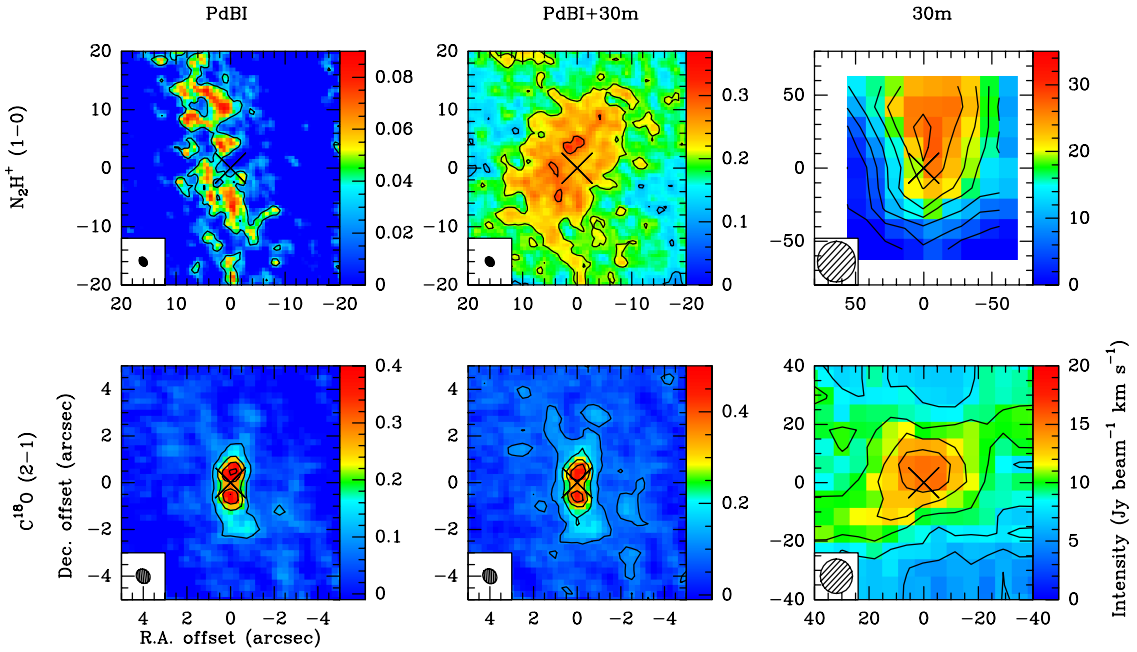 PdBI PdBI+30m 30m
N₂H⁺ (1−0)
20 10 0 −10 −20
20 10 0 −10 −20
0.08 0.06 0.04 0.02 0
20 10 0 −10 −20
20 10 0 −10 −20
0.3 0.2 0.1 0
50 0 −50
50 0 −50
30 20 10 0
C¹⁸O (2−1)
Dec. offset (arcsec)
4 2 0 −2 −4
4 2 0 −2 −4
R.A. offset (arcsec)
0.4 0.3 0.2 0.1 0
4 2 0 −2 −4
4 2 0 −2 −4
0.4 0.2 0
40 20 0 −20 −40
40 20 0 −20 −40
20 15 10 5 0
Intensity (Jy beam⁻¹ km s⁻¹)